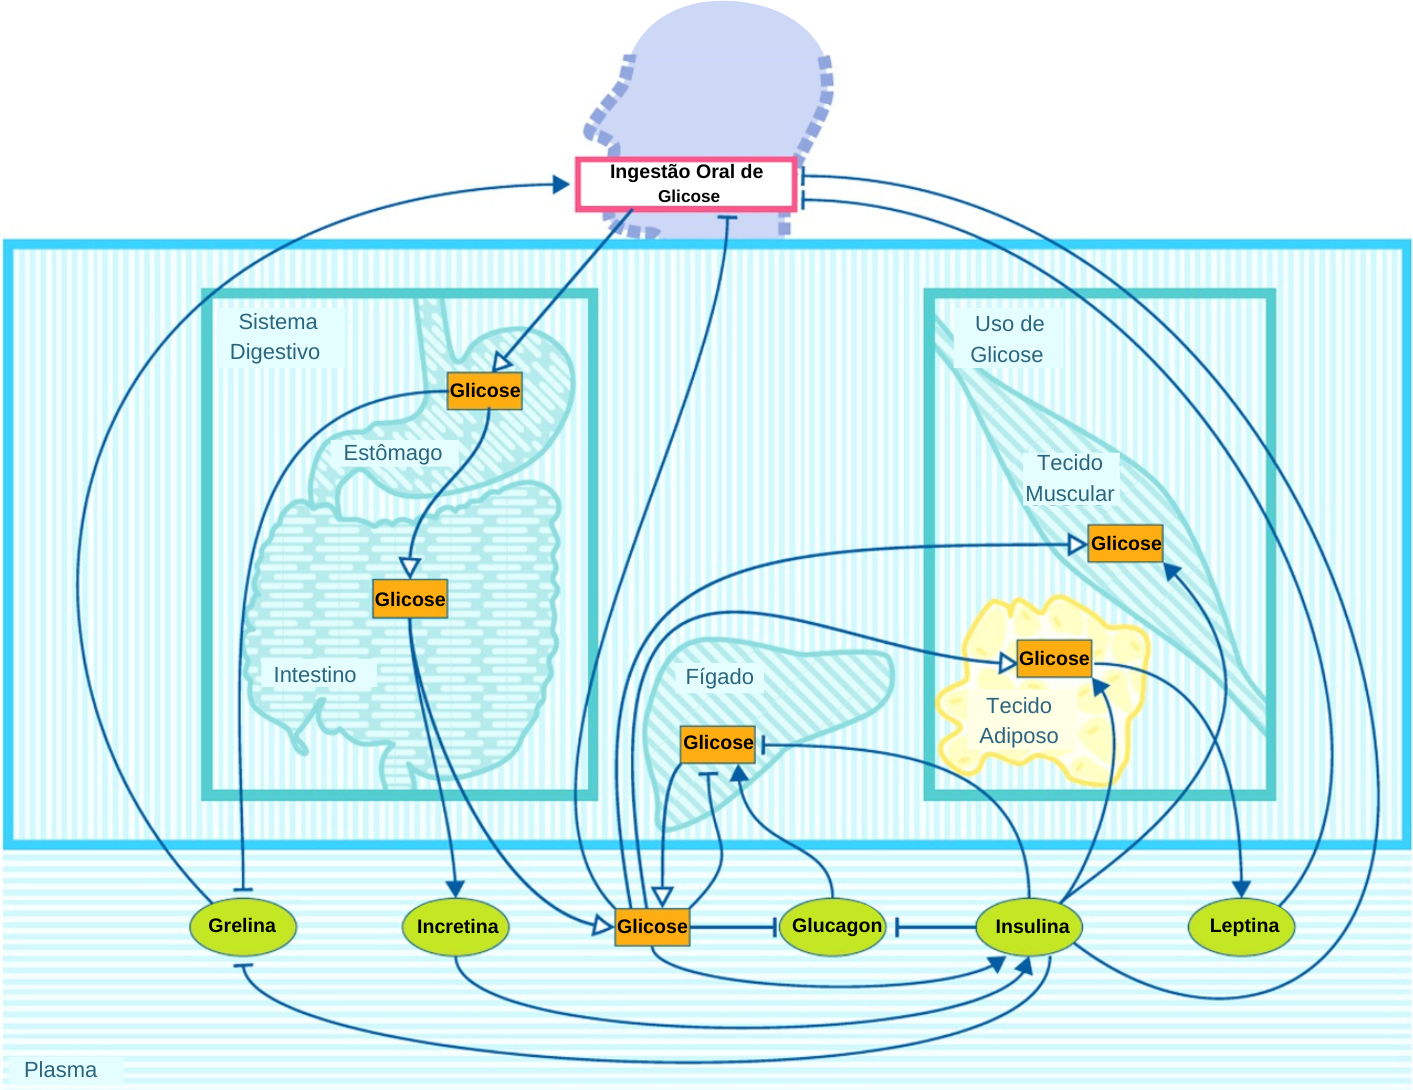 Ingestão Oral de
Glicose
Sistema
Digestivo
Uso de
Glicose
Glicose
Estômago
Tecido
Muscular
Glicose
Glicose
Glicose
Intestino
Fígado
Tecido
Adiposo
Glicose
Grelina
Incretina
Glicose
Glucagon
Insulina
Leptina
Plasma